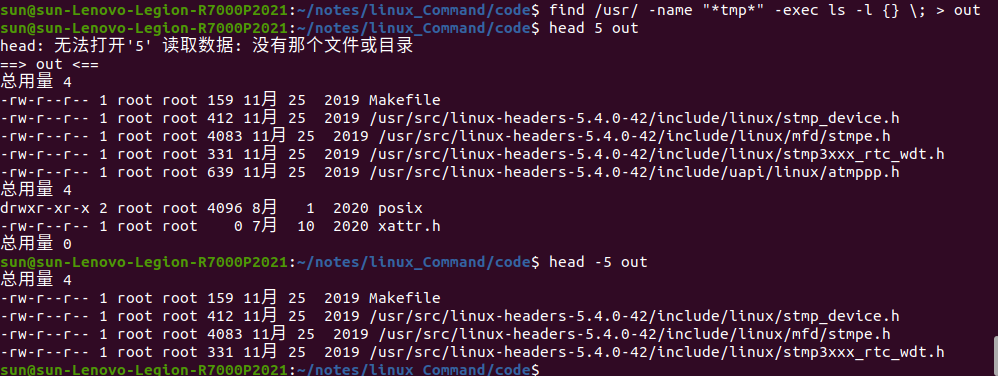 sun@sun-Lenovo-Legion-R7000P2021:~/notes/linux_Command/code$ find /usr/ -name "*tmp*" -exec ls -l {} \; > out
sun@sun-Lenovo-Legion-R7000P2021:~/notes/linux_Command/code$ head 5 out
head: 无法打开'5' 读取数据: 没有那个文件或目录
==> out <==
总用量 4
-rw-r--r-- 1 root root 159 11月 25  2019 Makefile
-rw-r--r-- 1 root root 412 11月 25  2019 /usr/src/linux-headers-5.4.0-42/include/linux/stmp_device.h
-rw-r--r-- 1 root root 4083 11月 25  2019 /usr/src/linux-headers-5.4.0-42/include/linux/mfd/stmpe.h
-rw-r--r-- 1 root root 331 11月 25  2019 /usr/src/linux-headers-5.4.0-42/include/linux/stmp3xxx_rtc_wdt.h
-rw-r--r-- 1 root root 639 11月 25  2019 /usr/src/linux-headers-5.4.0-42/include/uapi/linux/atmppp.h
总用量 4
drwxr-xr-x 2 root root 4096 8月   1  2020 posix
-rw-r--r-- 1 root root    0 7月  10  2020 xattr.h
总用量 0
sun@sun-Lenovo-Legion-R7000P2021:~/notes/linux_Command/code$ head -5 out
总用量 4
-rw-r--r-- 1 root root 159 11月 25  2019 Makefile
-rw-r--r-- 1 root root 412 11月 25  2019 /usr/src/linux-headers-5.4.0-42/include/linux/stmp_device.h
-rw-r--r-- 1 root root 4083 11月 25  2019 /usr/src/linux-headers-5.4.0-42/include/linux/mfd/stmpe.h
-rw-r--r-- 1 root root 331 11月 25  2019 /usr/src/linux-headers-5.4.0-42/include/linux/stmp3xxx_rtc_wdt.h
sun@sun-Lenovo-Legion-R7000P2021:~/notes/linux_Command/code$